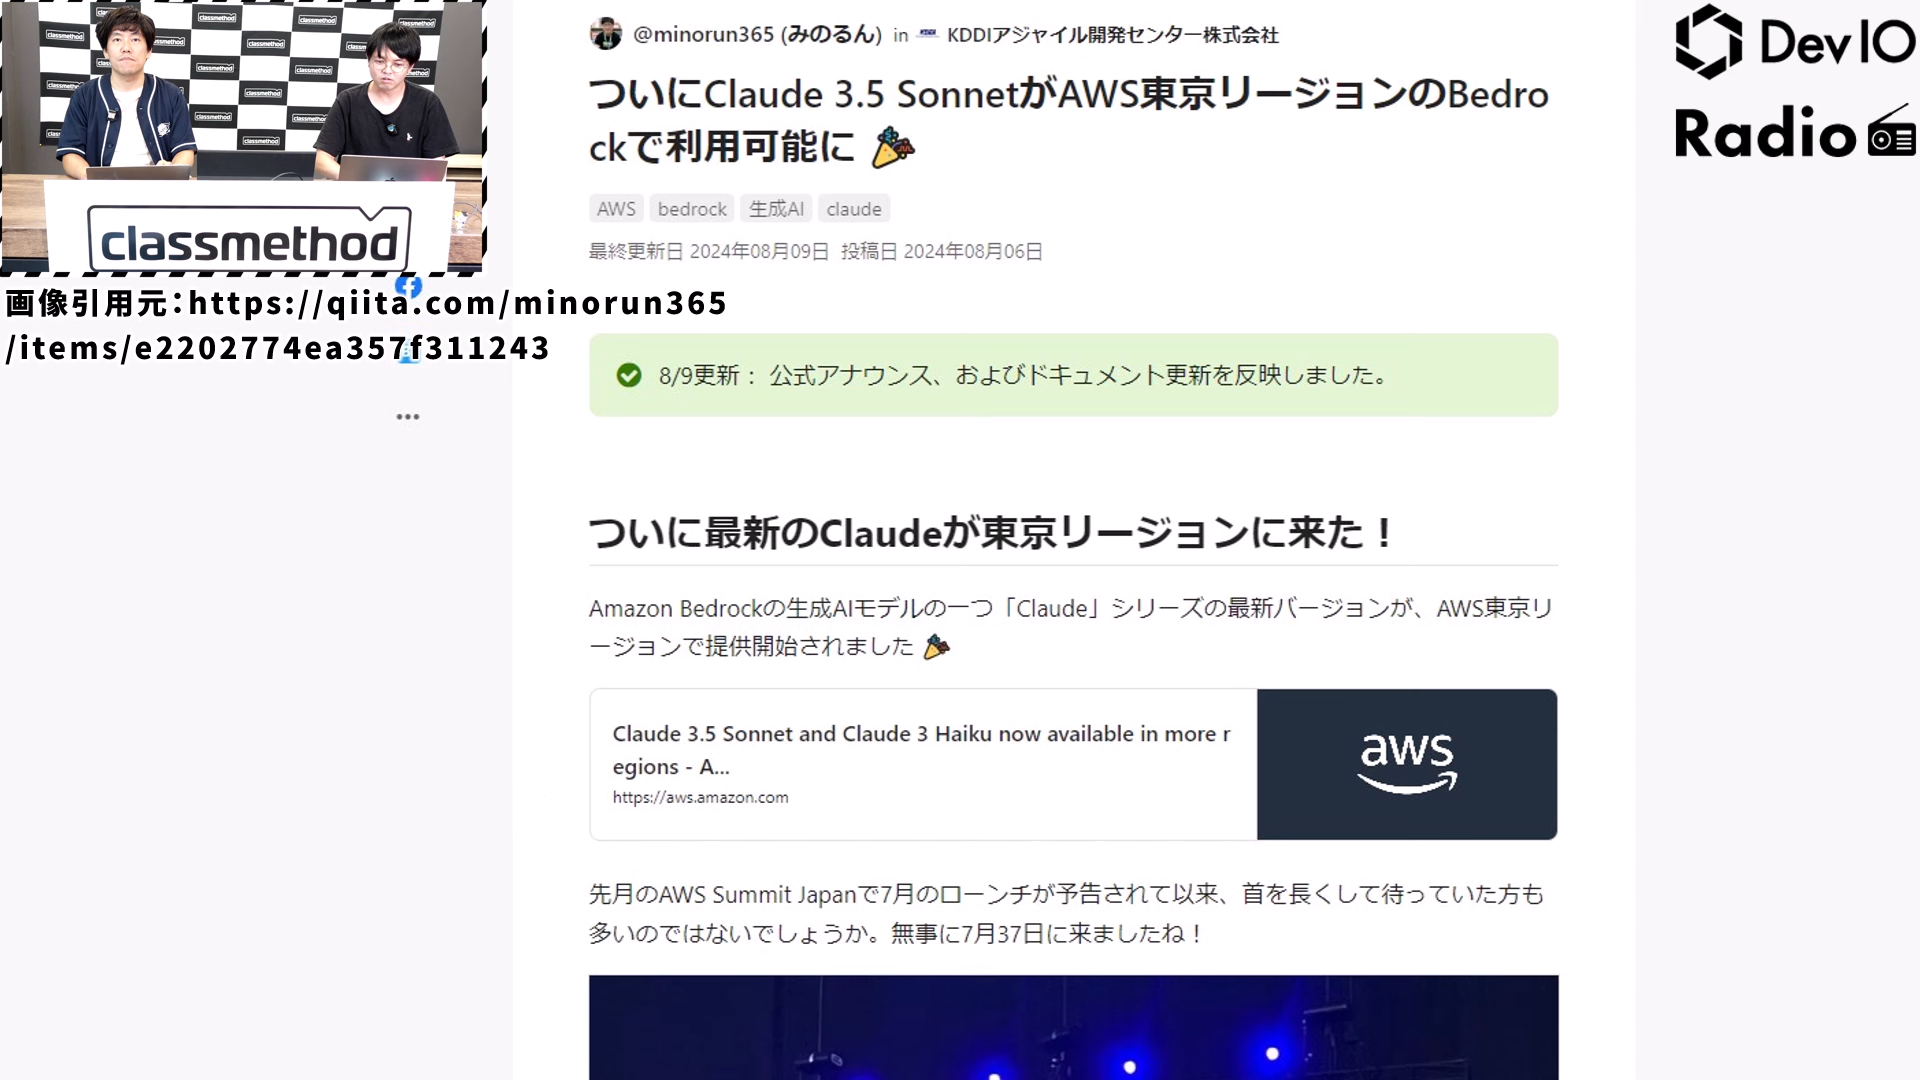 @minorun365 (みのるん) in KDDIアジャイル開発センター株式会社
ついにClaude 3.5 SonnetがAWS東京リージョンのBedro
ckで利用可能に 🎉
AWS bedrock 生成AI claude
最終更新日 2024年08月09日 投稿日 2024年08月06日
classmethod
画像引用元：https://qiita.com/minorun365
/items/e2202774ea357f311243
8/9更新： 公式アナウンス、およびドキュメント更新を反映しました。
ついに最新のClaudeが東京リージョンに来た！
Amazon Bedrockの生成AIモデルの一つ「Claude」シリーズの最新バージョンが、AWS東京リ
ージョンで提供開始されました 🎉
Claude 3.5 Sonnet and Claude 3 Haiku now available in more r
egions - A...
https://aws.amazon.com
aws
先月のAWS Summit Japanで7月のローンチが予告されて以来、首を長くして待っていた方も
多いのではないでしょうか。無事に7月37日に来ましたね！
DevIO
Radio